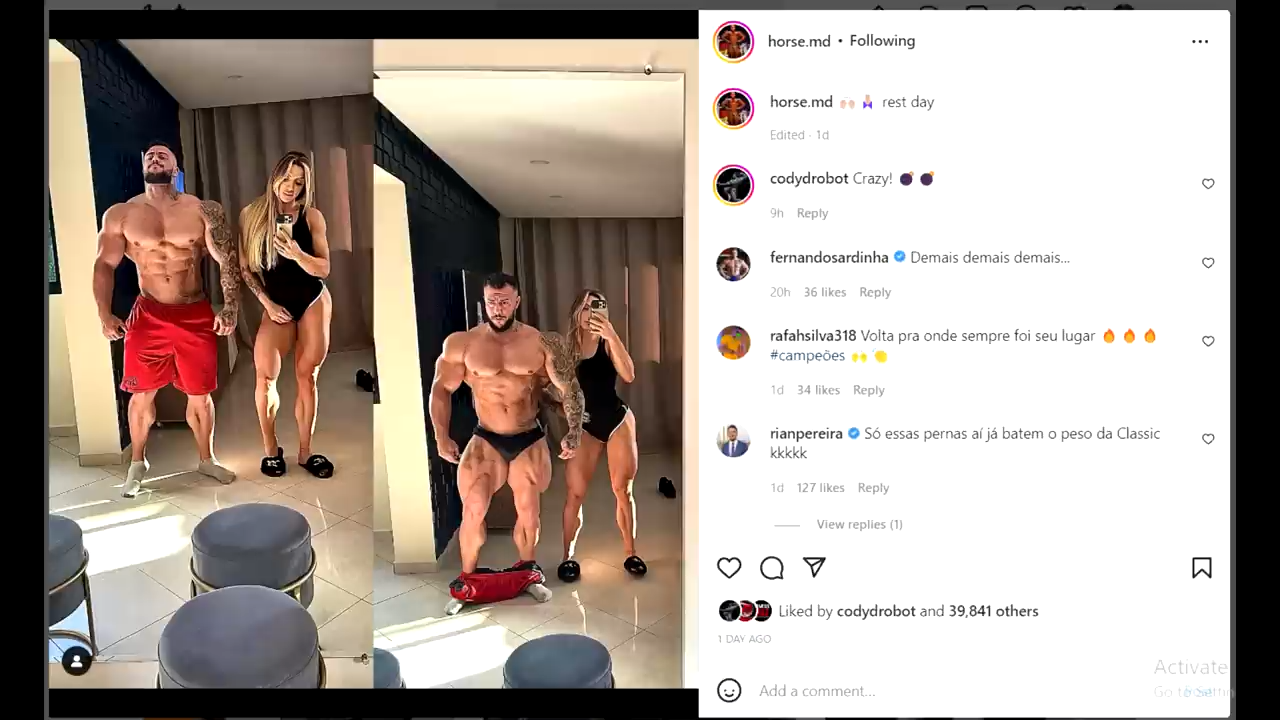 horse.md • Following
horse.md 🙌🏻 🧘🏻‍♀️ rest day
Edited · 1d
codydrobot Crazy! 💣 💣
9h Reply
fernandosardinha Demais demais demais...
20h 36 likes Reply
rafahsilva318 Volta pra onde sempre foi seu lugar 🔥 🔥 🔥
#campeões 🙌 👏
1d 34 likes Reply
rianpereira Só essas pernas aí já batem o peso da Classic
kkkkk
1d 127 likes Reply
View replies (1)
Liked by codydrobot and 39,841 others
1 DAY AGO
Add a comment...
Activate
Go to